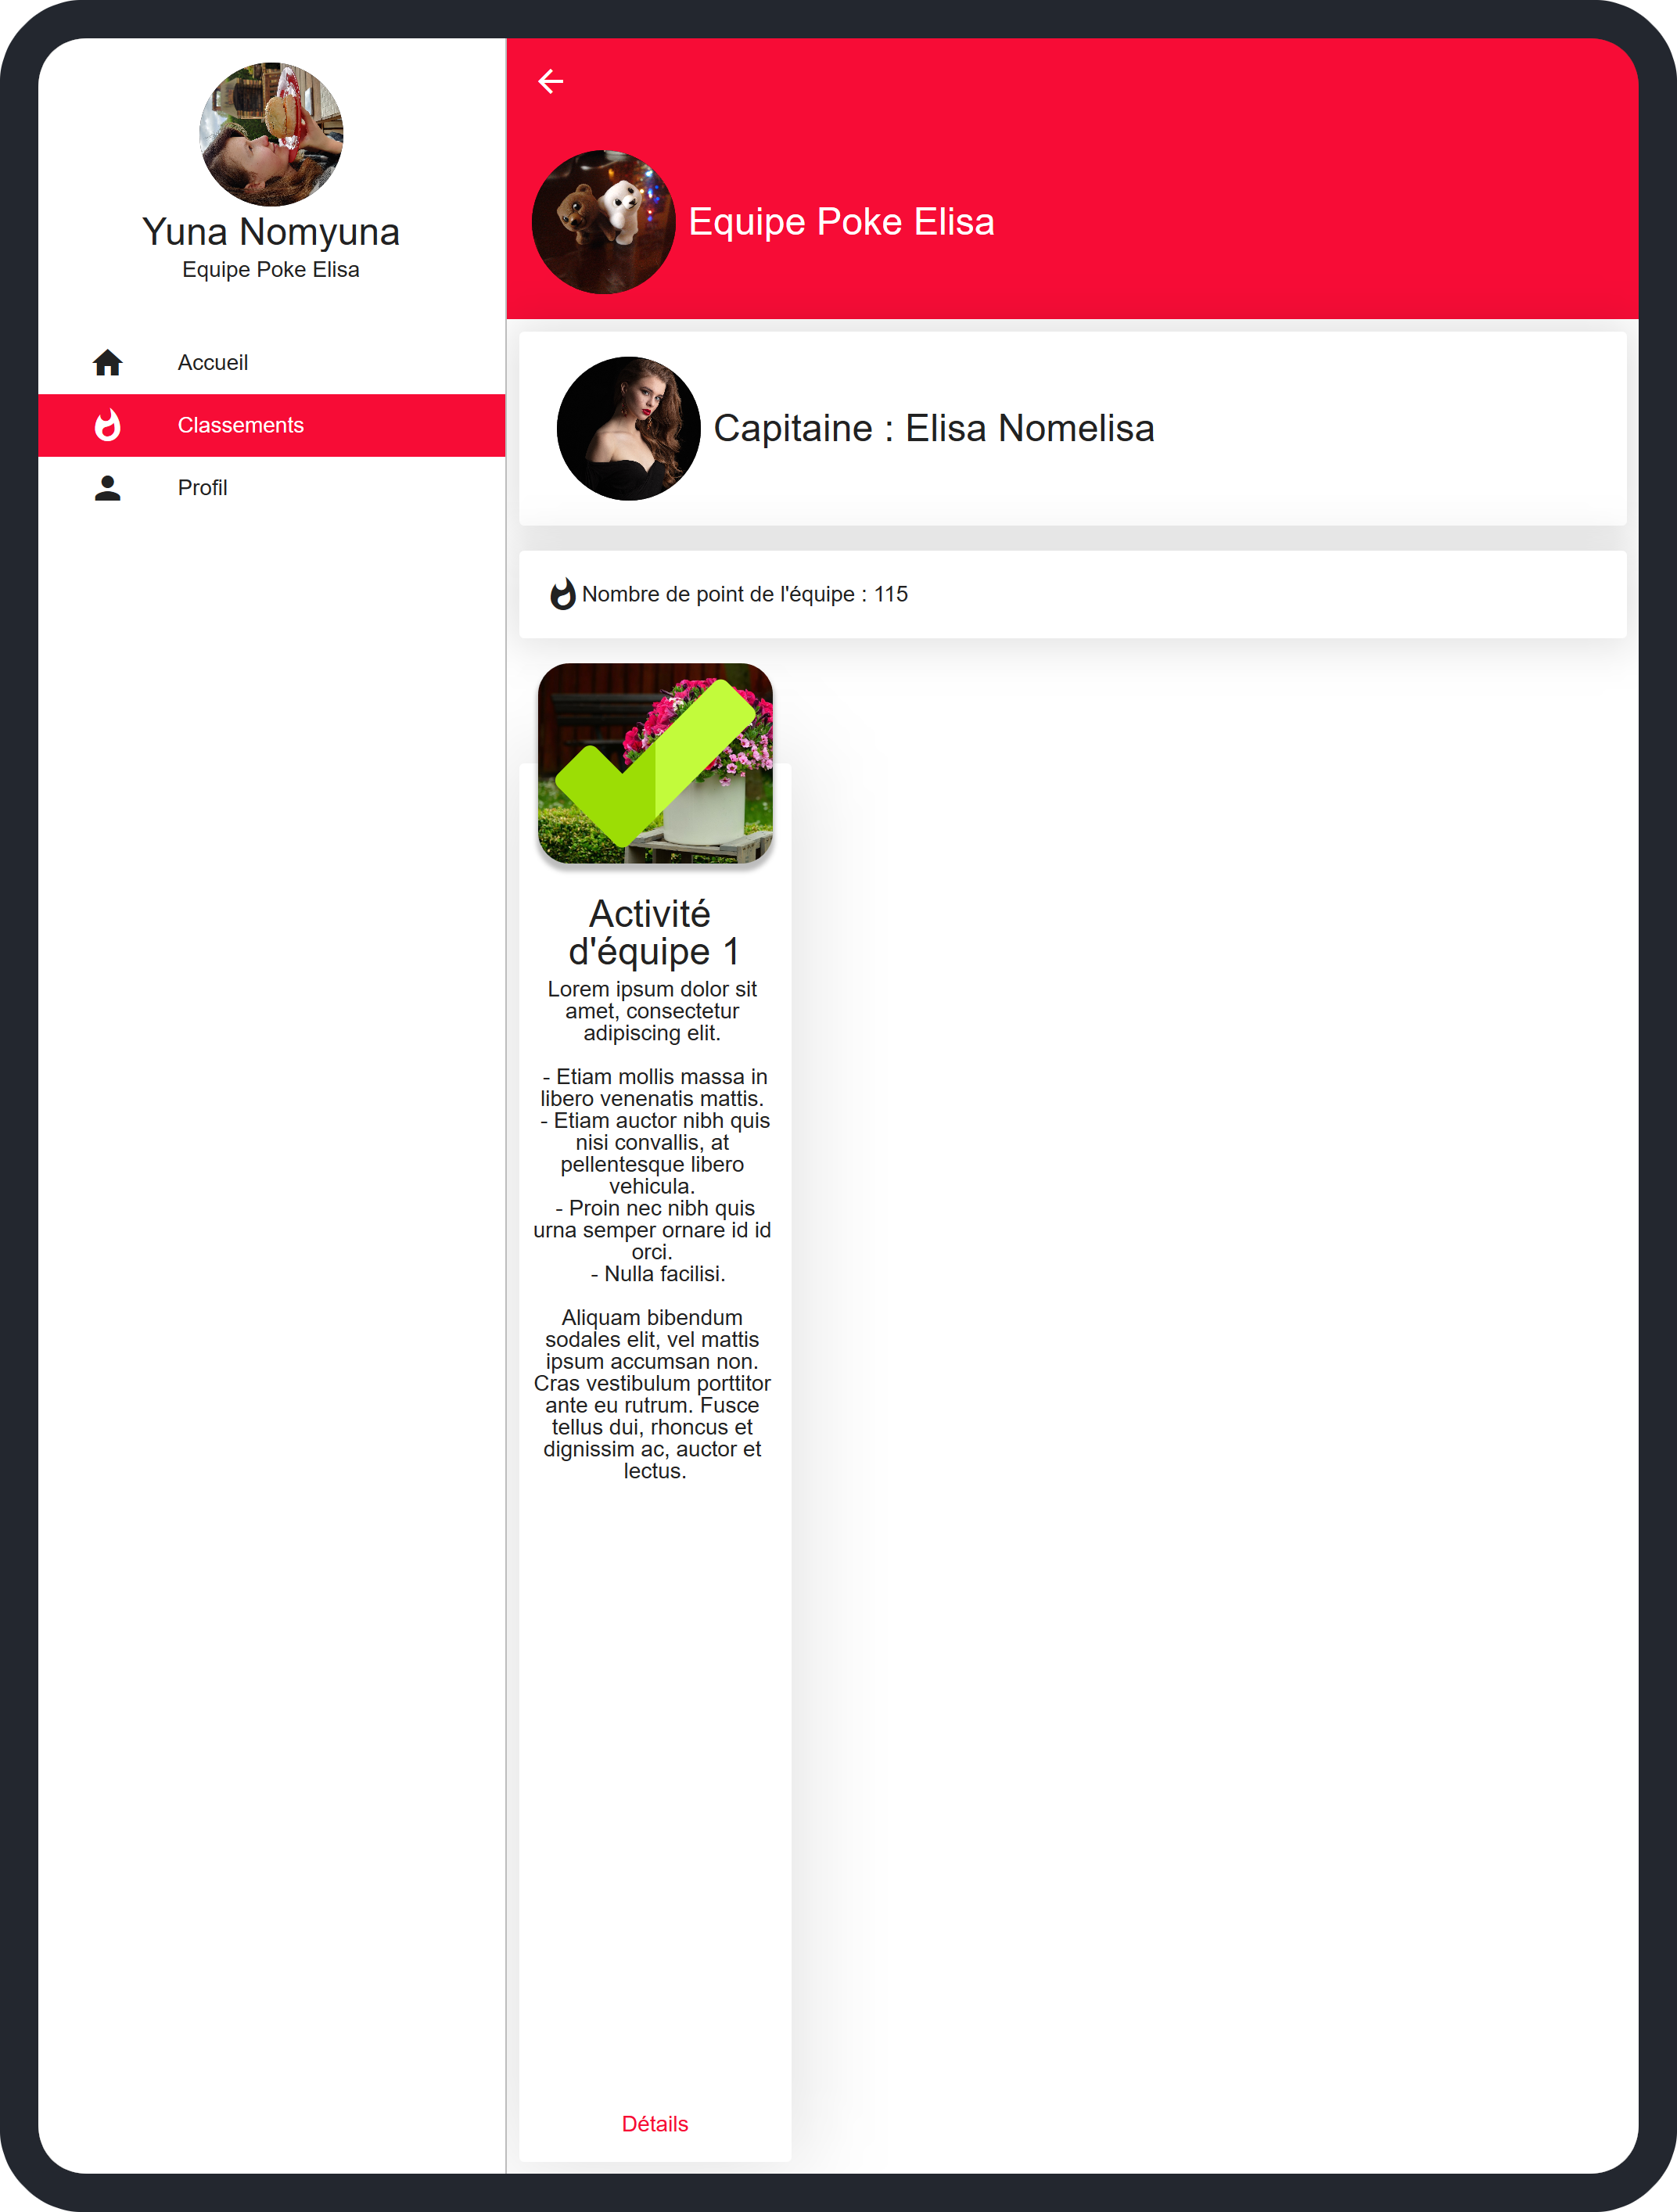 Yuna Nomyuna
Equipe Poke Elisa
Accueil
Classements
Profil
Equipe Poke Elisa
Capitaine : Elisa Nomelisa
Nombre de point de l'équipe : 115
Activité
d'équipe 1
Lorem ipsum dolor sit
amet, consectetur
adipiscing elit.
- Etiam mollis massa in
libero venenatis mattis.
- Etiam auctor nibh quis
nisi convallis, at
pellentesque libero
vehicula.
- Proin nec nibh quis
urna semper ornare id id
orci.
- Nulla facilisi.
Aliquam bibendum
sodales elit, vel mattis
ipsum accumsan non.
Cras vestibulum porttitor
ante eu rutrum. Fusce
tellus dui, rhoncus et
dignissim ac, auctor et
lectus.
Détails